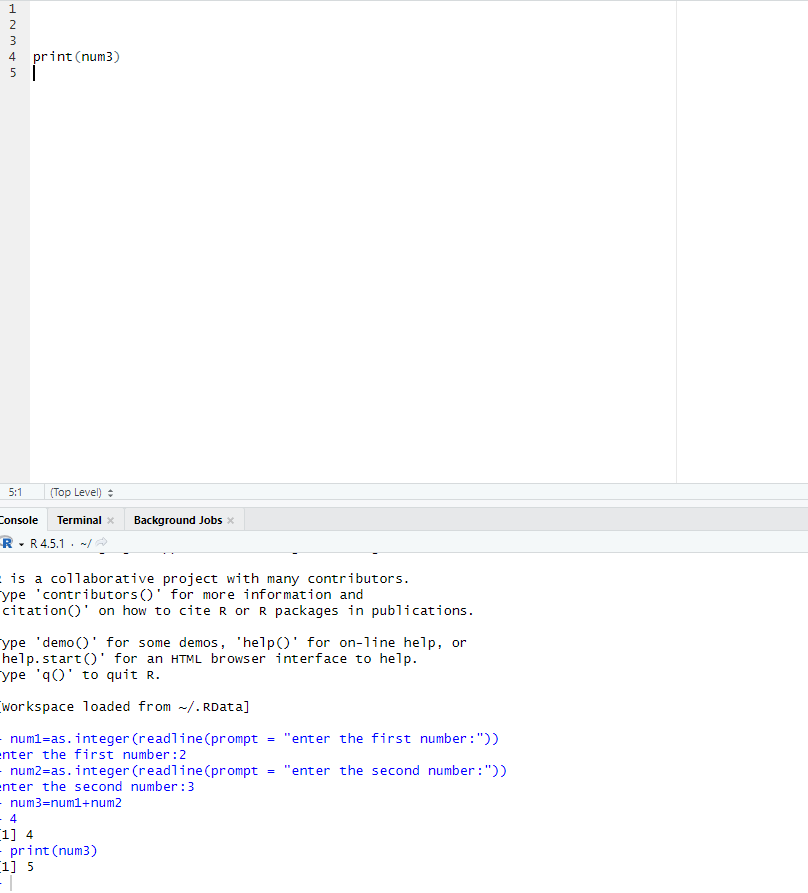 1
2
3
4 print(num3)
5
5:1 (Top Level)
Console Terminal Background Jobs
R R 4.5.1 · ~/
is a collaborative project with many contributors.
ype 'contributors()' for more information and
citation()' on how to cite R or R packages in publications.
ype 'demo()' for some demos, 'help()' for on-line help, or
help.start()' for an HTML browser interface to help.
ype 'q()' to quit R.
[Workspace loaded from ~/.RData]
num1=as.integer(readline(prompt = "enter the first number:"))
enter the first number:2
num2=as.integer(readline(prompt = "enter the second number:"))
enter the second number:3
num3=num1+num2
4
[1] 4
print(num3)
[1] 5